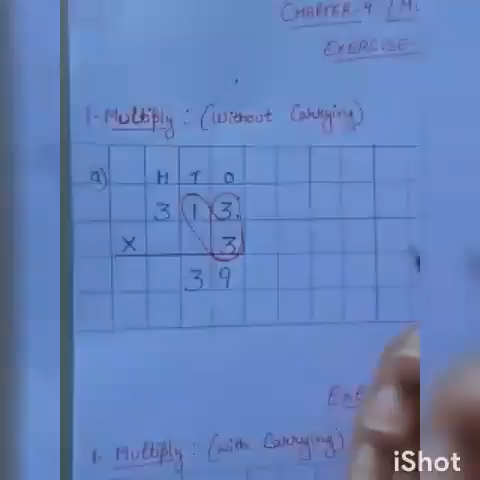 CHAPTER-4
EXERCISE-
1-Multiply : (Without Carrying)
a) H T O
3 1 3
X 3
3 9
1. Multiply : (with Carrying)
iShot